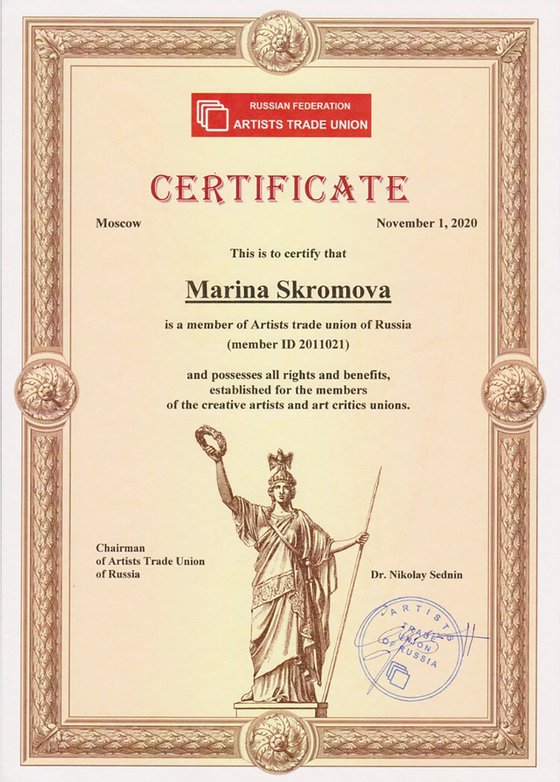 RUSSIAN FEDERATION
ARTISTS TRADE UNION
CERTIFICATE
Moscow November 1, 2020
This is to certify that
Marina Skromova
is a member of Artists trade union of Russia
(member ID 2011021)
and possesses all rights and benefits,
established for the members
of the creative artists and art critics unions.
Chairman
of Artists Trade Union
of Russia
Dr. Nikolay Sednin
ARTISTS
TRADE
UNION
OF RUSSIA